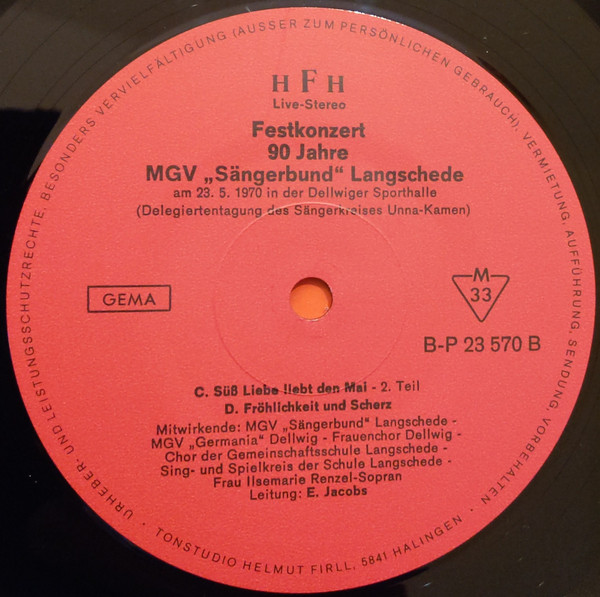 URHEBER- UND LEISTUNGSSCHUTZRECHTE, BESONDERS VERVIELFÄLTIGUNG (AUSSER ZUM PERSÖNLICHEN GEBRAUCH), VERMIETUNG, AUFFÜHRUNG, SENDUNG, VORBEHALTEN
H F H
Live-Stereo
Festkonzert
90 Jahre
MGV „Sängerbund“ Langschede
am 23. 5. 1970 in der Dellwiger Sporthalle
(Delegiertentagung des Sängerkreises Unna-Kamen)
GEMA
M
33
B-P 23 570 B
C. Süß Liebe liebt den Mai - 2. Teil
D. Fröhlichkeit und Scherz
Mitwirkende: MGV „Sängerbund“ Langschede -
MGV „Germania“ Dellwig - Frauenchor Dellwig -
Chor der Gemeinschaftsschule Langschede -
Sing- und Spielkreis der Schule Langschede -
Frau Ilsemarie Renzel-Sopran
Leitung: E. Jacobs
· TONSTUDIO HELMUT FIRLL, 5841 HALINGEN ·